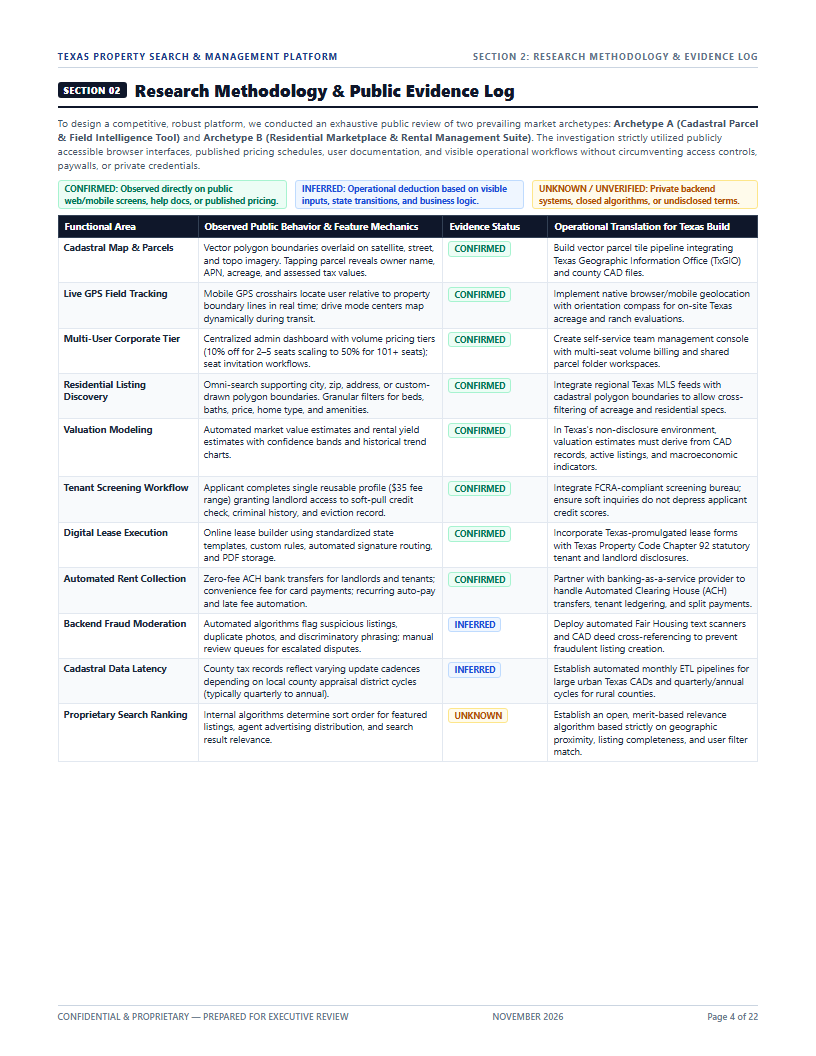 TEXAS PROPERTY SEARCH & MANAGEMENT PLATFORM
SECTION 2: RESEARCH METHODOLOGY & EVIDENCE LOG
SECTION 02 Research Methodology & Public Evidence Log
To design a competitive, robust platform, we conducted an exhaustive public review of two prevailing market archetypes: Archetype A (Cadastral Parcel
& Field Intelligence Tool) and Archetype B (Residential Marketplace & Rental Management Suite). The investigation strictly utilized publicly
accessible browser interfaces, published pricing schedules, user documentation, and visible operational workflows without circumventing access controls,
paywalls, or private credentials.
CONFIRMED: Observed directly on public
web/mobile screens, help docs, or published pricing.
INFERRED: Operational deduction based on visible
inputs, state transitions, and business logic.
UNKNOWN / UNVERIFIED: Private backend
systems, closed algorithms, or undisclosed terms.
Functional Area
Observed Public Behavior & Feature Mechanics
Evidence Status
Operational Translation for Texas Build
Cadastral Map & Parcels
Vector polygon boundaries overlaid on satellite, street,
and topo imagery. Tapping parcel reveals owner name,
APN, acreage, and assessed tax values.
CONFIRMED
Build vector parcel tile pipeline integrating
Texas Geographic Information Office (TxGIO)
and county CAD files.
Live GPS Field Tracking
Mobile GPS crosshairs locate user relative to property
boundary lines in real time; drive mode centers map
dynamically during transit.
CONFIRMED
Implement native browser/mobile geolocation
with orientation compass for on-site Texas
acreage and ranch evaluations.
Multi-User Corporate Tier
Centralized admin dashboard with volume pricing tiers
(10% off for 2–5 seats scaling to 50% for 101+ seats);
seat invitation workflows.
CONFIRMED
Create self-service team management console
with multi-seat volume billing and shared
parcel folder workspaces.
Residential Listing
Discovery
Omni-search supporting city, zip, address, or custom-
drawn polygon boundaries. Granular filters for beds,
baths, price, home type, and amenities.
CONFIRMED
Integrate regional Texas MLS feeds with
cadastral polygon boundaries to allow cross-
filtering of acreage and residential specs.
Valuation Modeling
Automated market value estimates and rental yield
estimates with confidence bands and historical trend
charts.
CONFIRMED
In Texas's non-disclosure environment,
valuation estimates must derive from CAD
records, active listings, and macroeconomic
indicators.
Tenant Screening Workflow
Applicant completes single reusable profile ($35 fee
range) granting landlord access to soft-pull credit
check, criminal history, and eviction record.
CONFIRMED
Integrate FCRA-compliant screening bureau;
ensure soft inquiries do not depress applicant
credit scores.
Digital Lease Execution
Online lease builder using standardized state
templates, custom rules, automated signature routing,
and PDF storage.
CONFIRMED
Incorporate Texas-promulgated lease forms
with Texas Property Code Chapter 92 statutory
tenant and landlord disclosures.
Automated Rent Collection
Zero-fee ACH bank transfers for landlords and tenants;
convenience fee for card payments; recurring auto-pay
and late fee automation.
CONFIRMED
Partner with banking-as-a-service provider to
handle Automated Clearing House (ACH)
transfers, tenant ledgering, and split payments.
Backend Fraud Moderation
Automated algorithms flag suspicious listings,
duplicate photos, and discriminatory phrasing; manual
review queues for escalated disputes.
INFERRED
Deploy automated Fair Housing text scanners
and CAD deed cross-referencing to prevent
fraudulent listing creation.
Cadastral Data Latency
County tax records reflect varying update cadences
depending on local county appraisal district cycles
(typically quarterly to annual).
INFERRED
Establish automated monthly ETL pipelines for
large urban Texas CADs and quarterly/annual
cycles for rural counties.
Proprietary Search Ranking
Internal algorithms determine sort order for featured
listings, agent advertising distribution, and search
result relevance.
UNKNOWN
Establish an open, merit-based relevance
algorithm based strictly on geographic
proximity, listing completeness, and user filter
match.
CONFIDENTIAL & PROPRIETARY — PREPARED FOR EXECUTIVE REVIEW
NOVEMBER 2026
Page 4 of 22